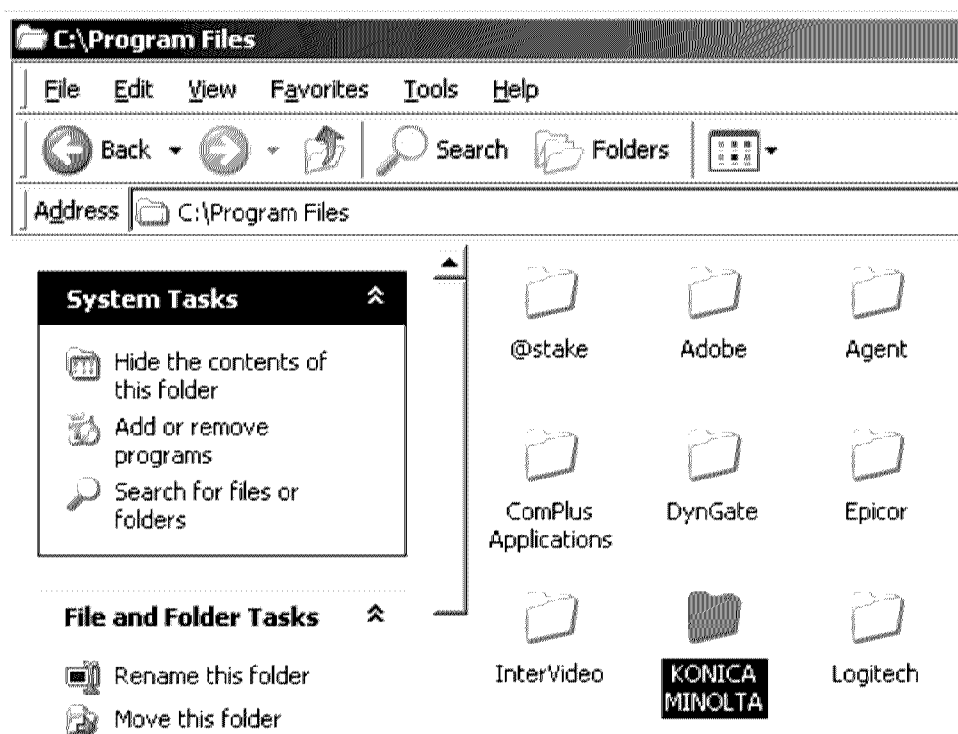 C:\Program Files
File Edit View Favorites Tools Help
Back Search Folders
Address C:\Program Files
System Tasks
Hide the contents of
this folder
Add or remove
programs
Search for files or
folders
File and Folder Tasks
Rename this folder
Move this folder
@stake Adobe Agent
ComPlus
Applications
DynGate Epicor
InterVideo
KONICA
MINOLTA
Logitech